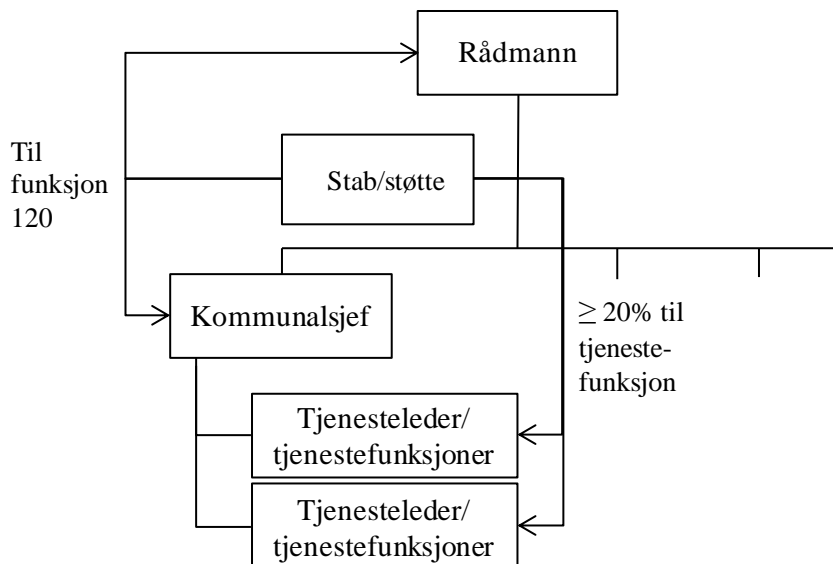 Rådmann
Til
funksjon
120
Stab/støtte
Kommunalsjef
≥ 20% til
tjeneste-
funksjon
Tjenesteleder/
tjenestefunksjoner
Tjenesteleder/
tjenestefunksjoner